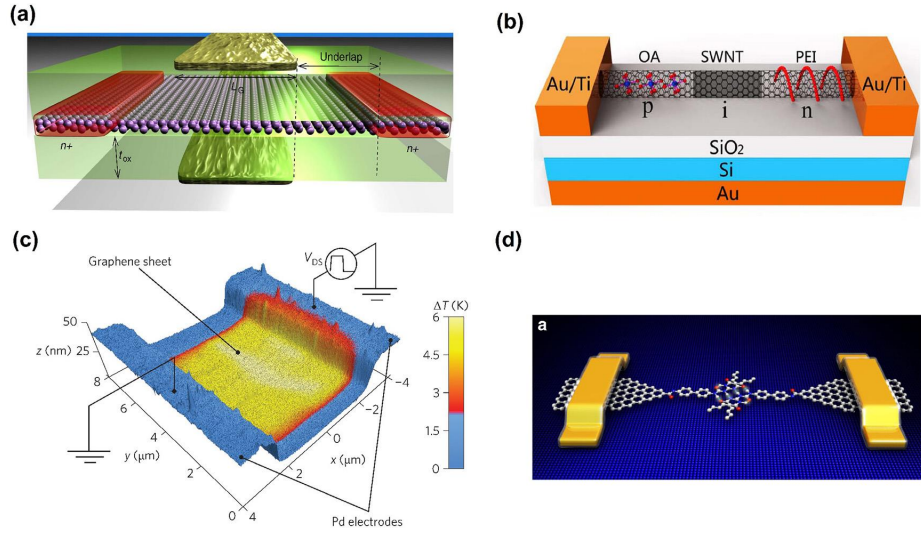 (a)
Underlap
L_G
n+
t_ox
n+
(b)
Au/Ti
OA
SWNT
PEI
Au/Ti
p
i
n
SiO₂
Si
Au
(c)
Graphene sheet
V_DS
ΔT (K)
6
4.5
3
1.5
0
50
25
z (nm)
8
6
4
2
0
y (μm)
−4
−2
0
2
4
x (μm)
Pd electrodes
(d)
a